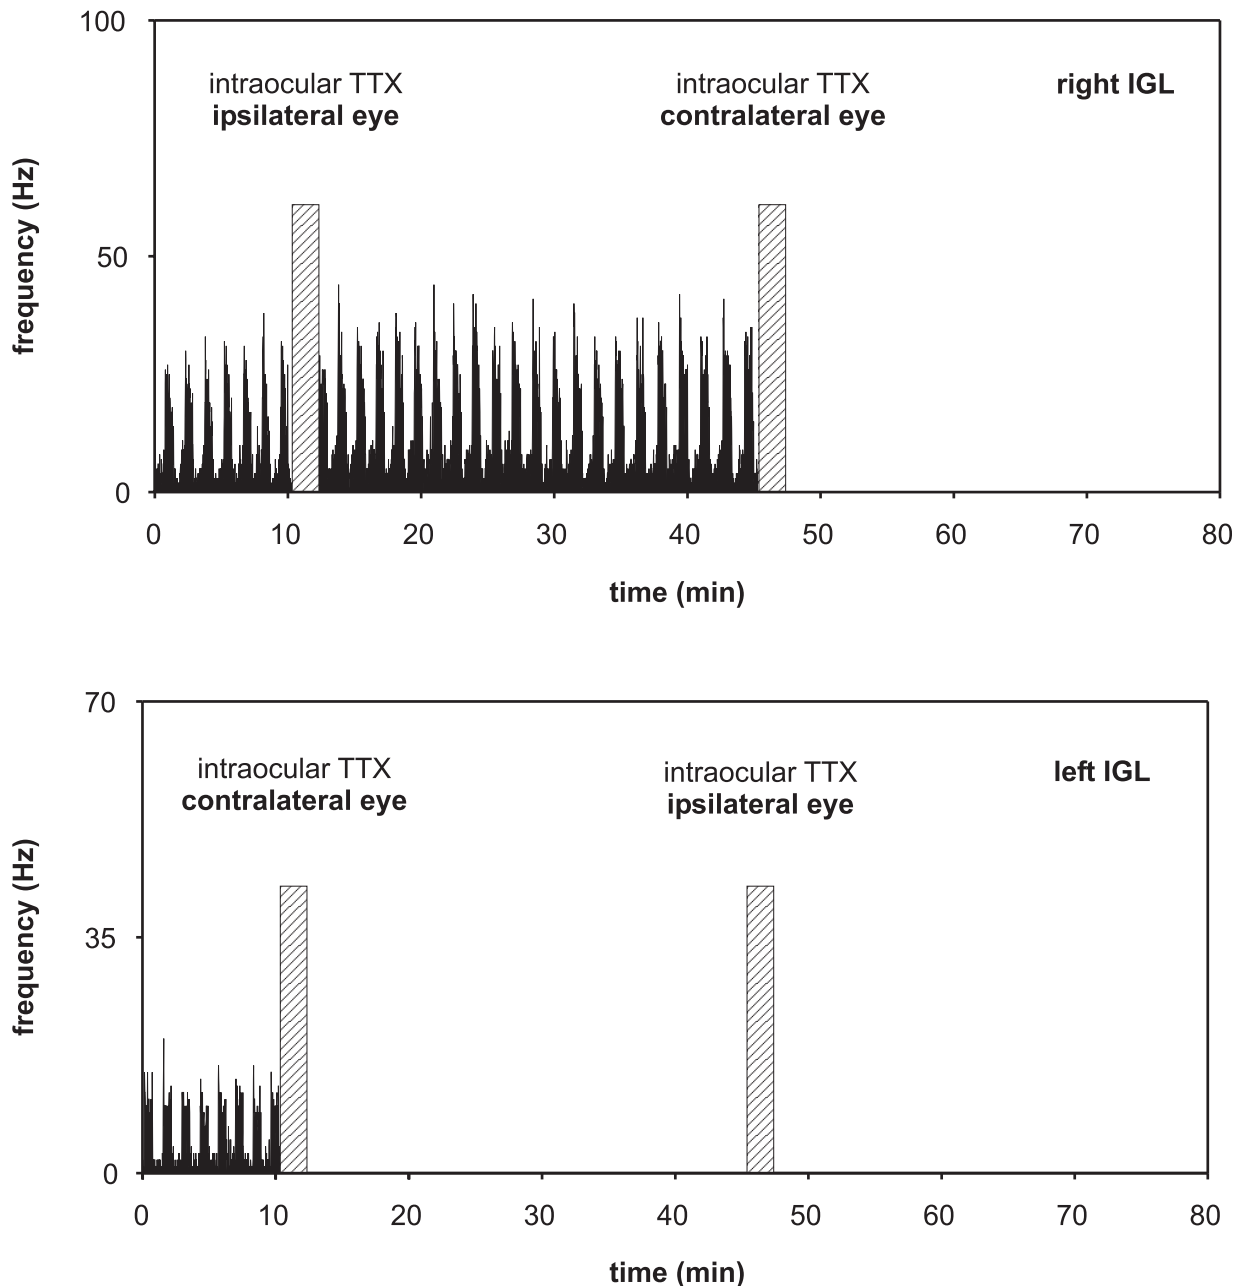 100
intraocular TTX
ipsilateral eye
intraocular TTX
contralateral eye
right IGL
frequency (Hz)
50
0
0 10 20 30 40 50 60 70 80
time (min)
70
intraocular TTX
contralateral eye
intraocular TTX
ipsilateral eye
left IGL
frequency (Hz)
35
0
0 10 20 30 40 50 60 70 80
time (min)